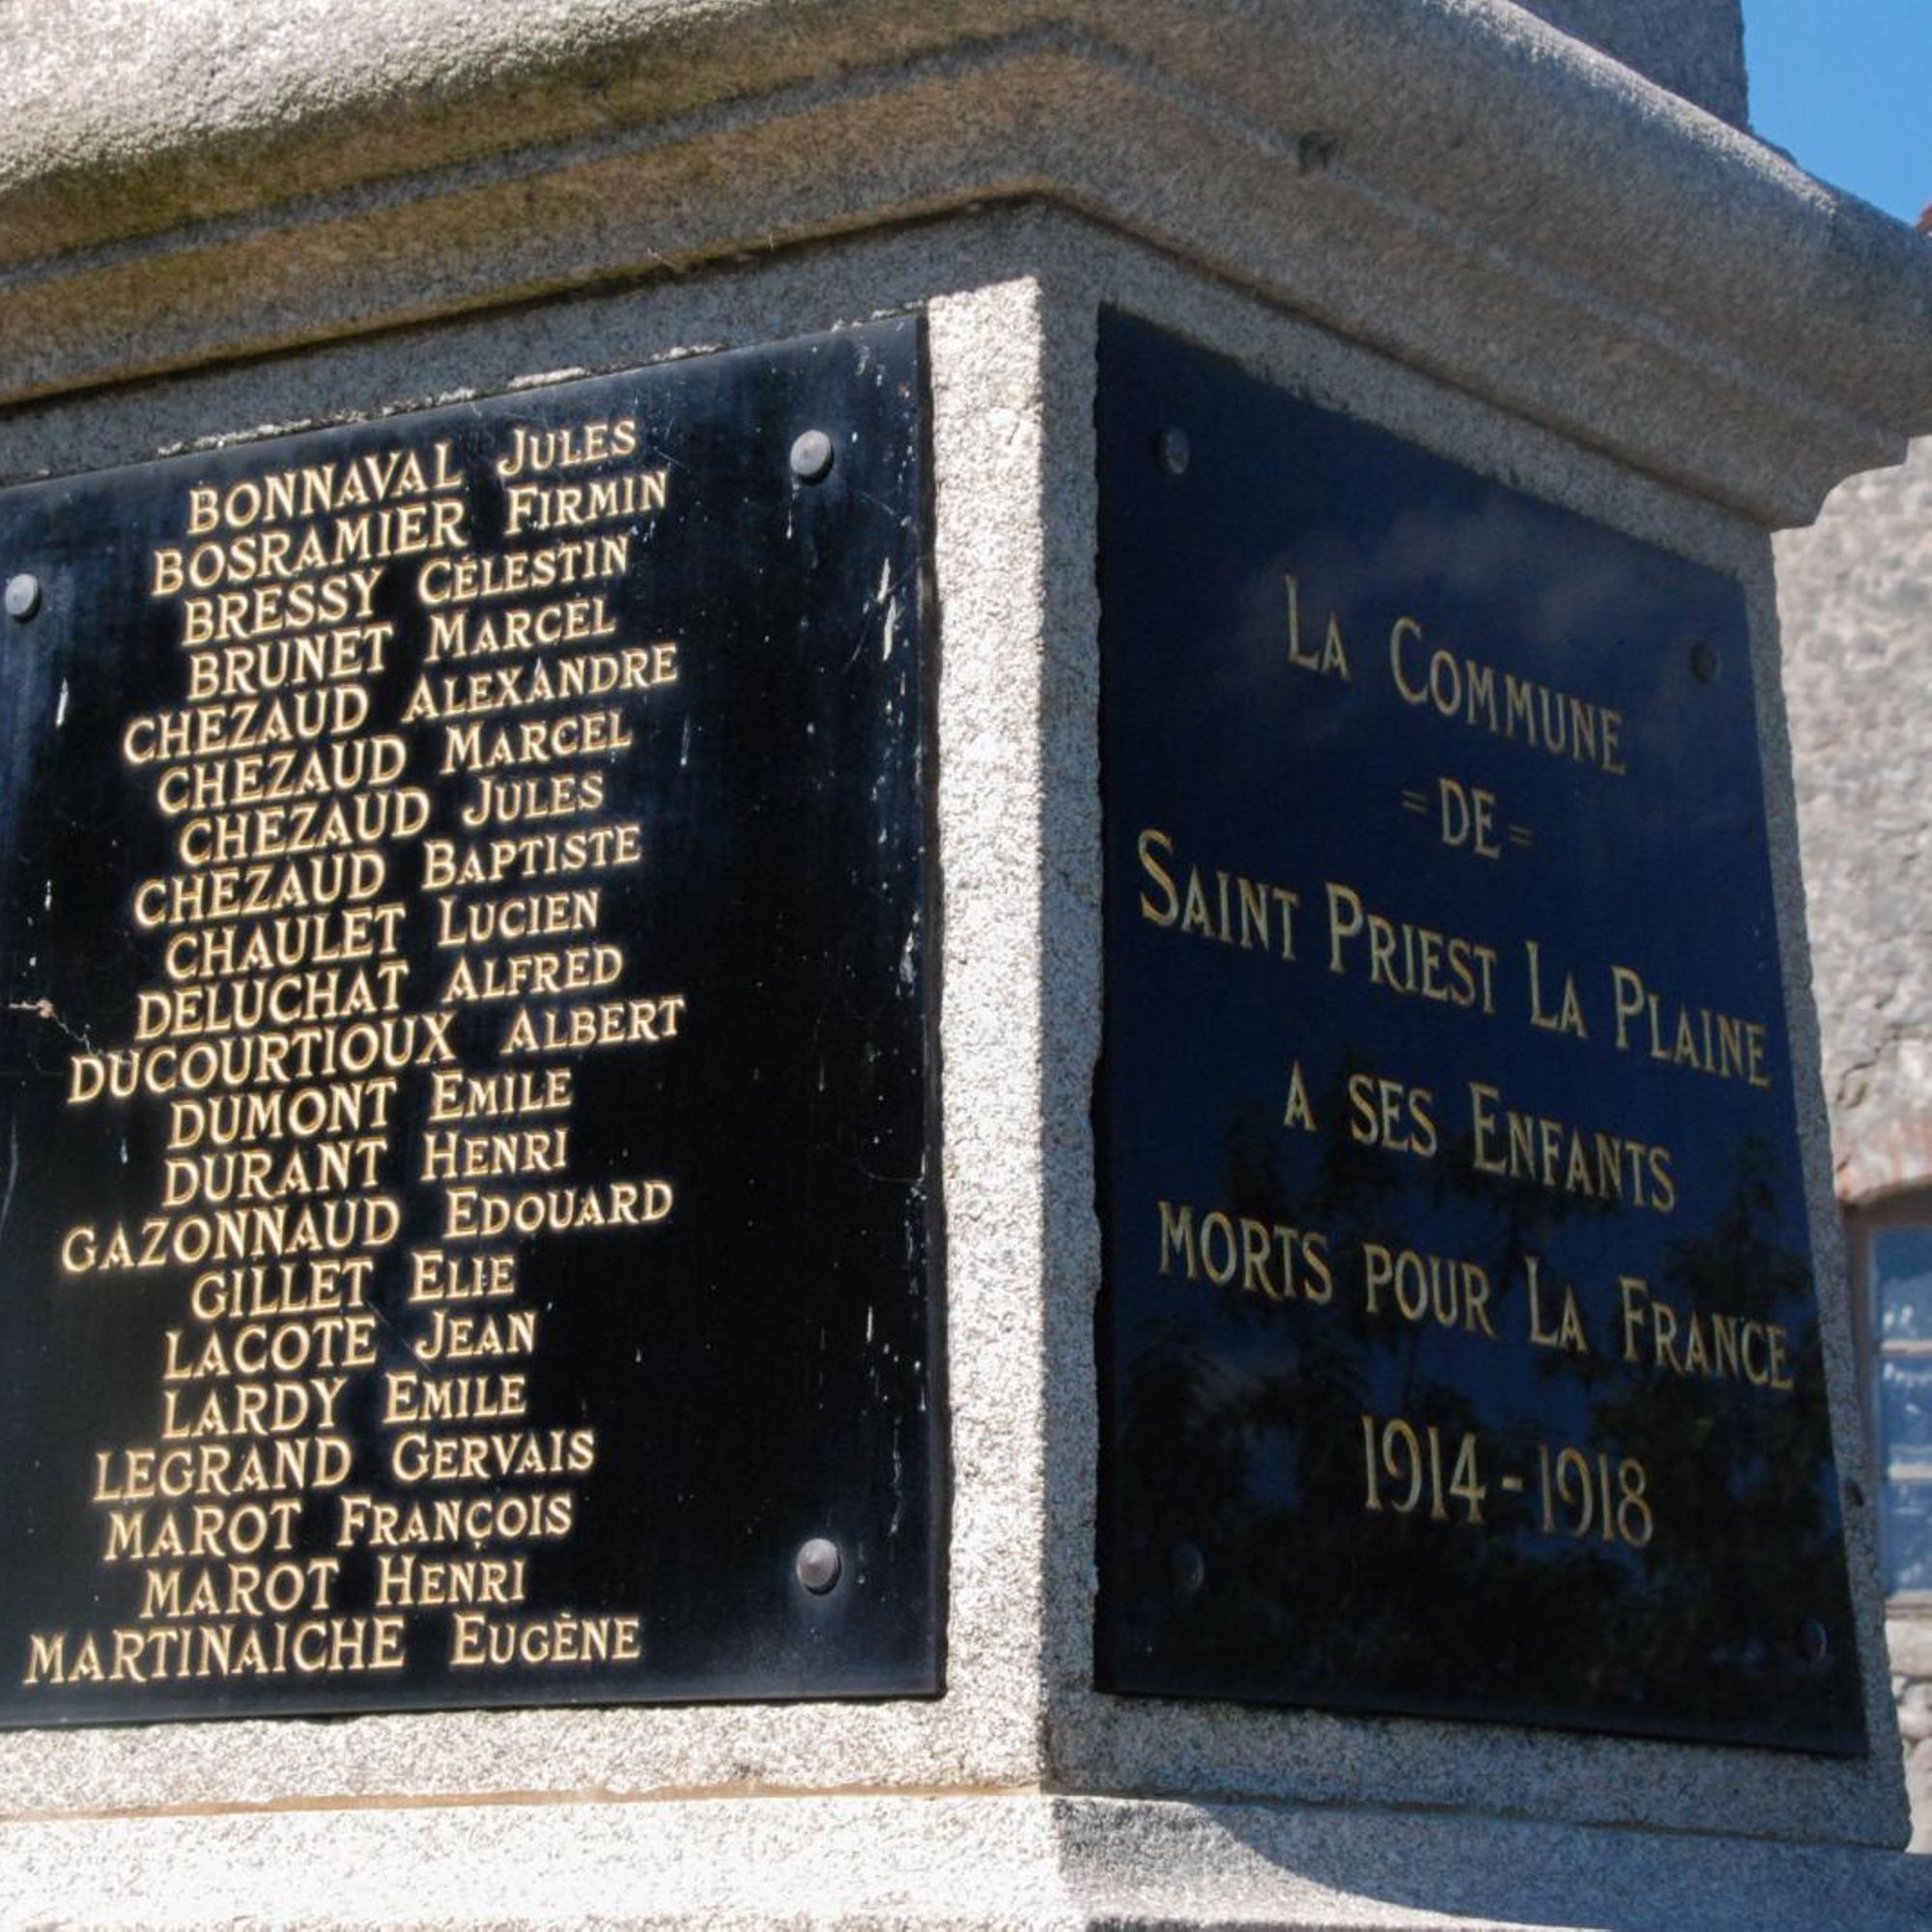 BONNAVAL JULES
BOSRAMIER FIRMIN
BRESSY CÉLESTIN
BRUNET MARCEL
CHEZAUD ALEXANDRE
CHEZAUD MARCEL
CHEZAUD JULES
CHEZAUD BAPTISTE
CHAULET LUCIEN
DELUCHAT ALFRED
DUCOURTIOUX ALBERT
DUMONT EMILE
DURANT HENRI
GAZONNAUD EDOUARD
GILLET ELIE
LACOTE JEAN
LARDY EMILE
LEGRAND GERVAIS
MAROT FRANÇOIS
MAROT HENRI
MARTINAICHE EUGÈNE
LA COMMUNE
=DE=
SAINT PRIEST LA PLAINE
A SES ENFANTS
MORTS POUR LA FRANCE
1914-1918